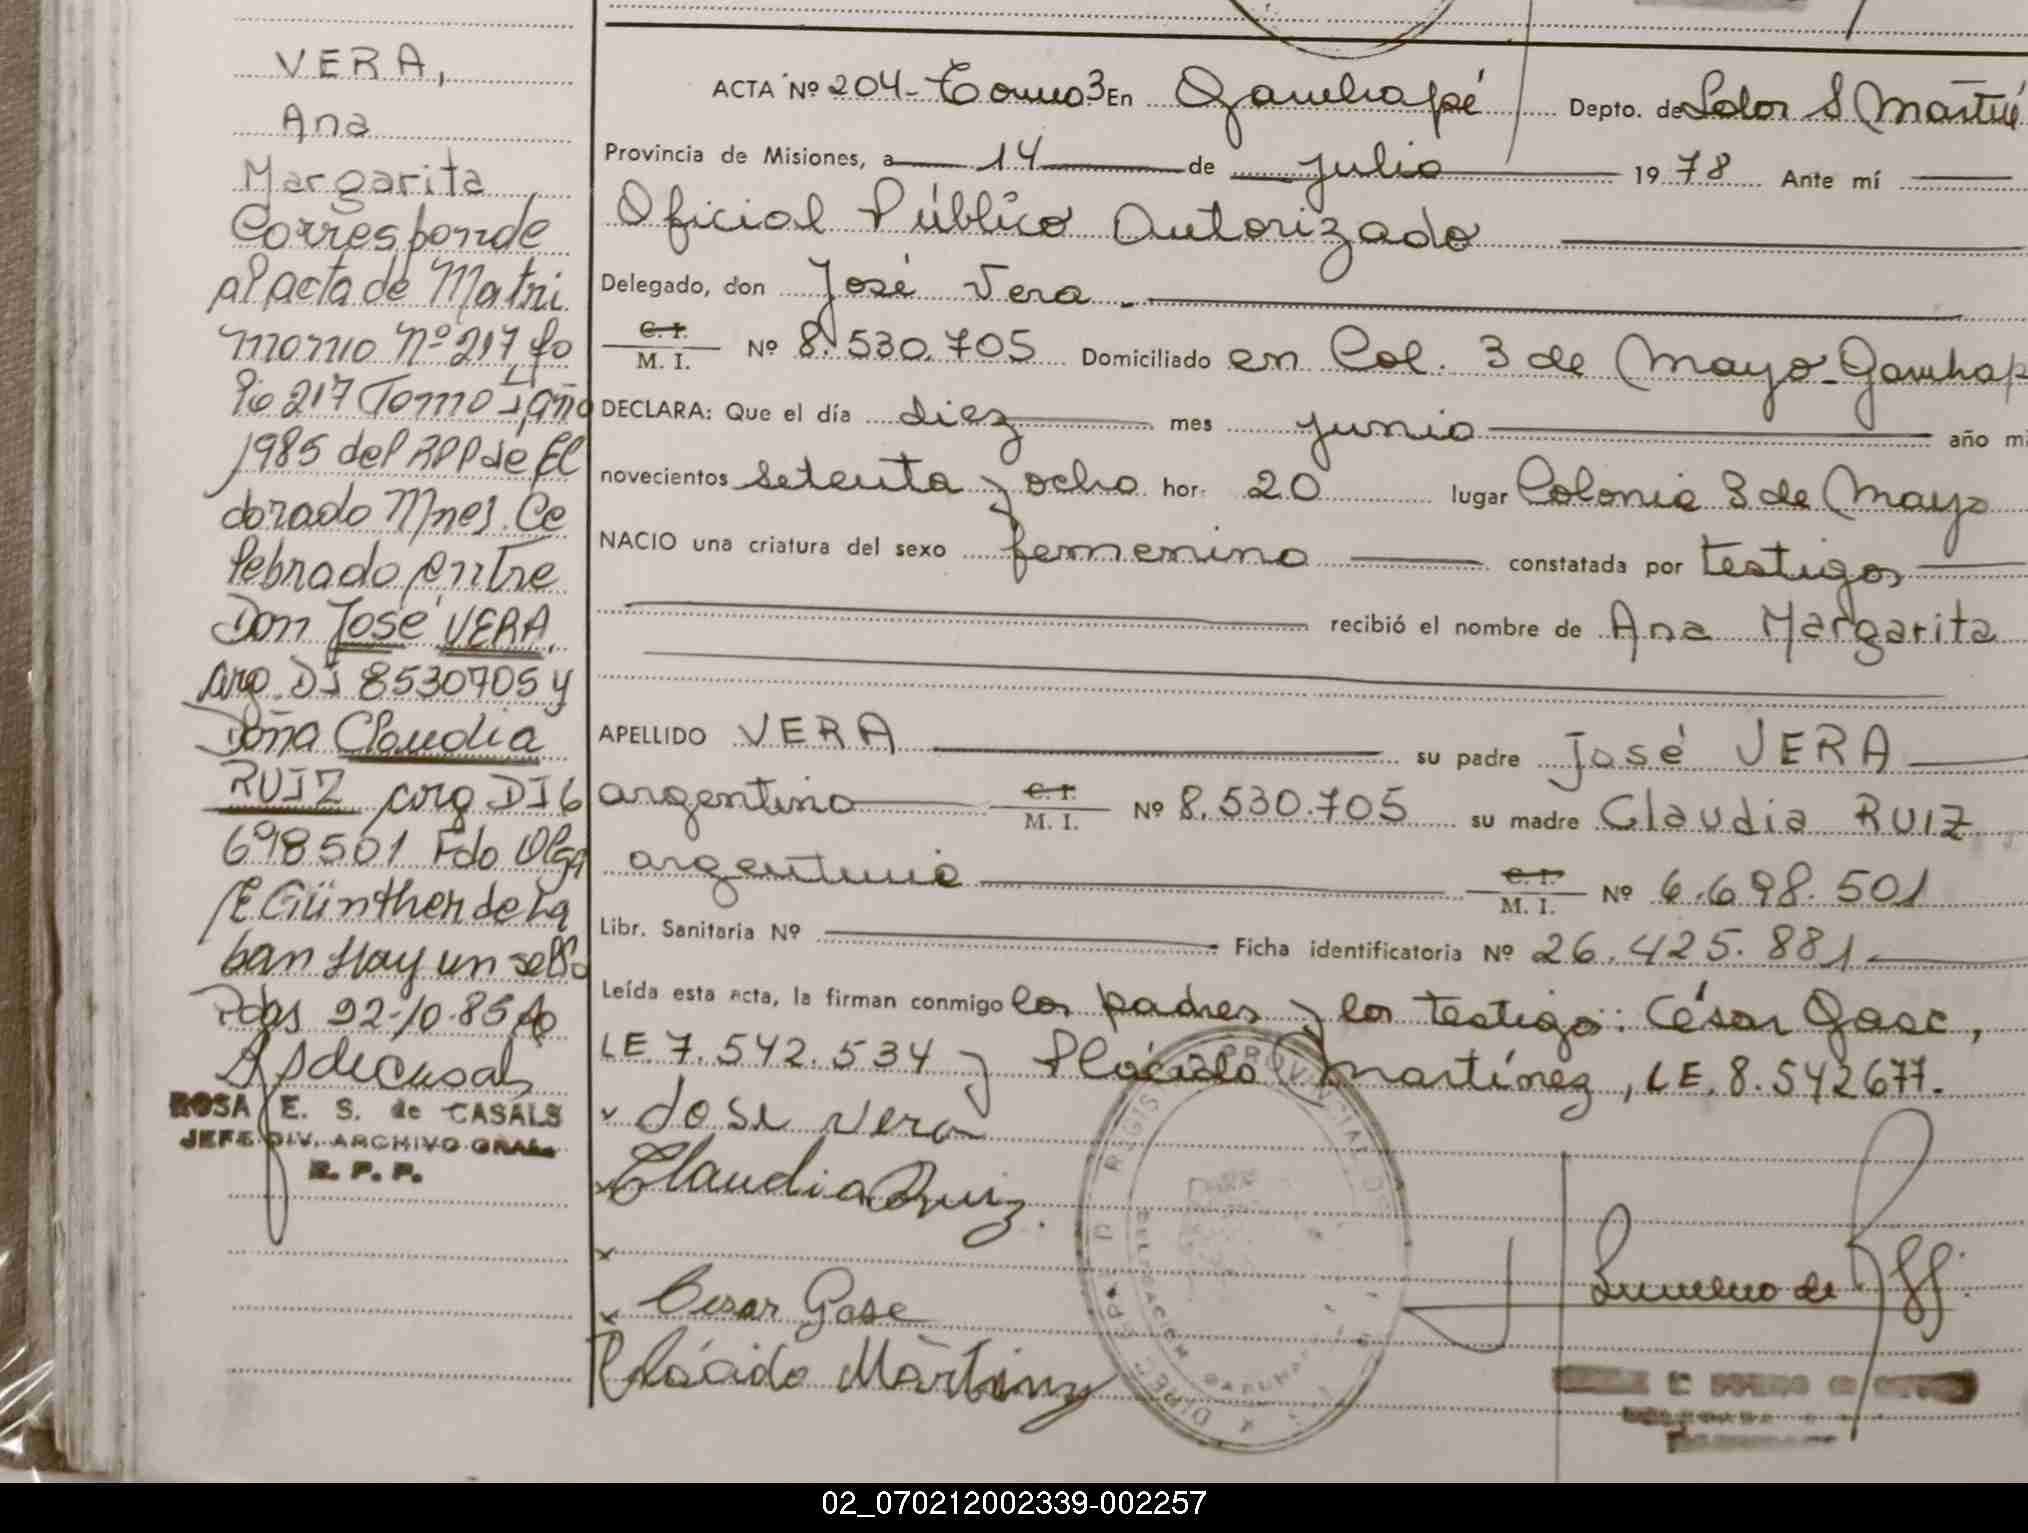 VERA,
Ana
Margarita
Corresponde
al acta de Matri
monio Nº 217, fo
lio 217 Tomo I, año
1985 del RPP de El
dorado Mnes. Ce
lebrado entre
Don José VERA,
arg. DI 8530705 y
Doña Claudia
RUIZ arg DI 6
698501 Fdo Olga
E Günther de La
ban Hay un sello
Pdas 22-10-85
ROSA E. S. de CASALS
JEFE DIV. ARCHIVO GRAL.
R. P. P.
ACTA Nº 204- Tomo 3 En Garuhapé Depto. de Ldor S Martín
Provincia de Misiones, a 14 de julio 1978 Ante mí
Oficial Público Autorizado
Delegado, don José Vera.-
C. I.
M. I. Nº 8.530.705 Domiciliado en Col. 3 de Mayo-Garuhap
DECLARA: Que el día diez mes junio año mi
novecientos setenta y ocho hor. 20 lugar Colonia 3 de Mayo
NACIO una criatura del sexo femenino constatada por testigos
recibió el nombre de Ana Margarita
APELLIDO VERA su padre José VERA
argentino C. I. M. I. Nº 8.530.705 su madre Claudia RUIZ
argentina C. I. M. I. Nº 6.698.501
Libr. Sanitaria Nº Ficha identificatoria Nº 26.425.881
Leída esta acta, la firman conmigo los padres y los testigos: César Gase,
LE 7.542.534 y Plácido Martínez, LE. 8.542677.
x José Vera
x Claudia Ruiz.
x
x Cesar Gase
Plácido Martinez
02_070212002339-002257